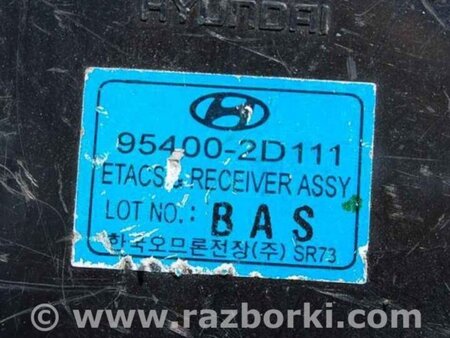 HYUNDAI
95400-2D111
ETACS & RECEIVER ASSY
LOT NO.: BAS
한국오므론전장(주) SR73
© www.razborki.com